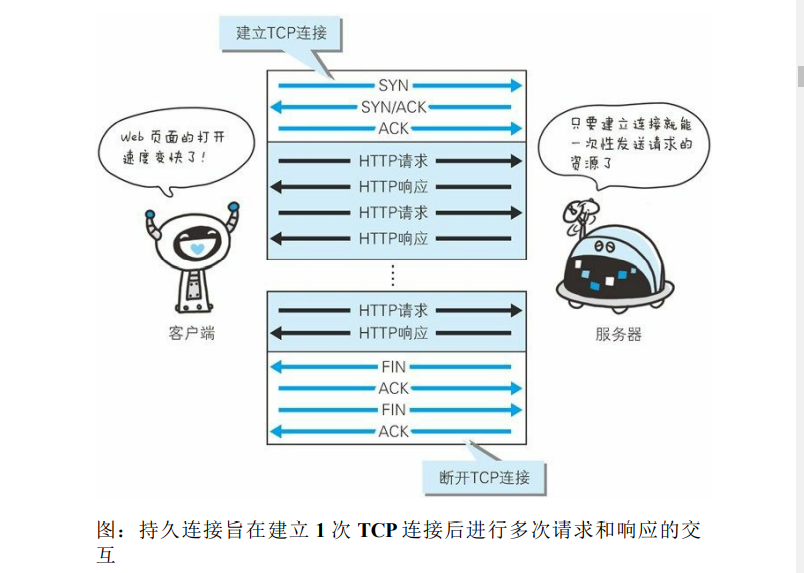 建立TCP连接
SYN
SYN/ACK
ACK
Web 页面的打开
速度变快了!
只要建立连接就能
一次性发送请求的
资源了
HTTP请求
HTTP响应
HTTP请求
HTTP响应
HTTP请求
HTTP响应
客户端
服务器
FIN
ACK
FIN
ACK
断开TCP连接
图：持久连接旨在建立 1 次 TCP 连接后进行多次请求和响应的交
互